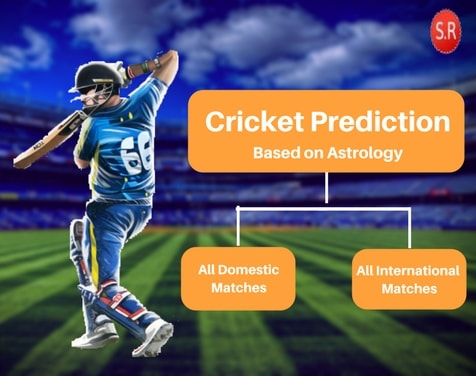 S.R
Cricket Prediction
Based on Astrology
All Domestic
Matches
All International
Matches
66